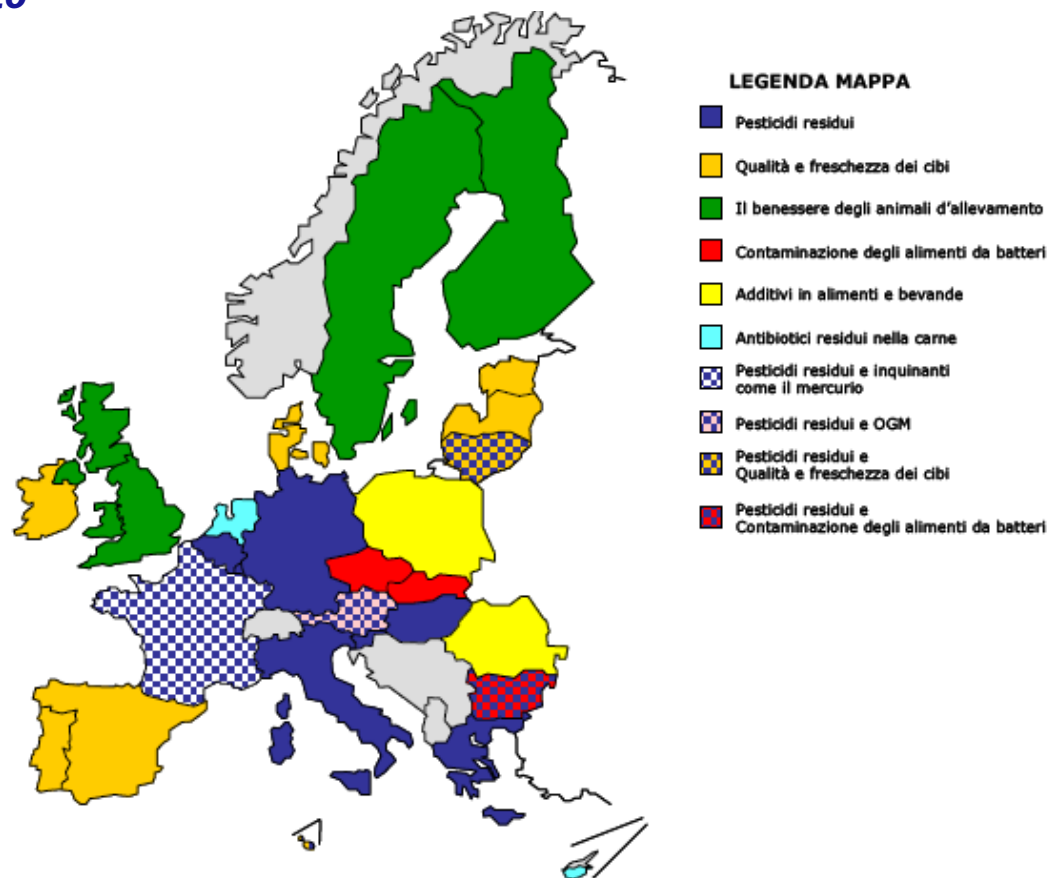 LEGENDA MAPPA
Pesticidi residui
Qualità e freschezza dei cibi
Il benessere degli animali d'allevamento
Contaminazione degli alimenti da batteri
Additivi in alimenti e bevande
Antibiotici residui nella carne
Pesticidi residui e inquinanti
come il mercurio
Pesticidi residui e OGM
Pesticidi residui e
Qualità e freschezza dei cibi
Pesticidi residui e
Contaminazione degli alimenti da batteri